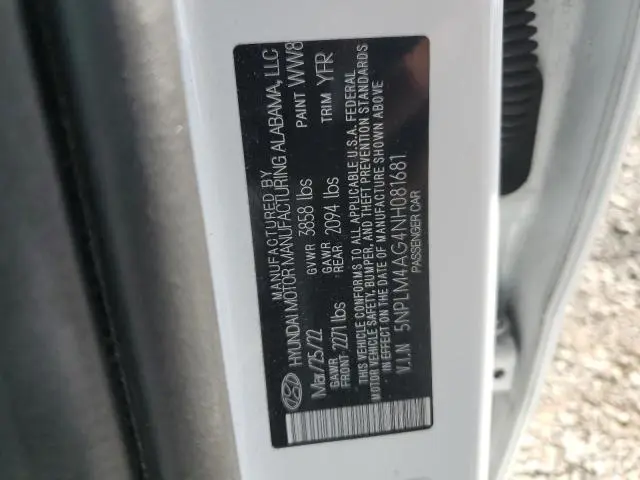 MANUFACTURED BY
HYUNDAI MOTOR MANUFACTURING ALABAMA, LLC
Mar/25/22 GVWR 3858 lbs PAINT WW8
GAWR FRONT 2271 lbs GAWR REAR 2094 lbs TRIM YFR
THIS VEHICLE CONFORMS TO ALL APPLICABLE U.S.A. FEDERAL
MOTOR VEHICLE SAFETY, BUMPER, AND THEFT PREVENTION STANDARDS
IN EFFECT ON THE DATE OF MANUFACTURE SHOWN ABOVE
V.I.N 5NPLM4AG4NH081681
PASSENGER CAR